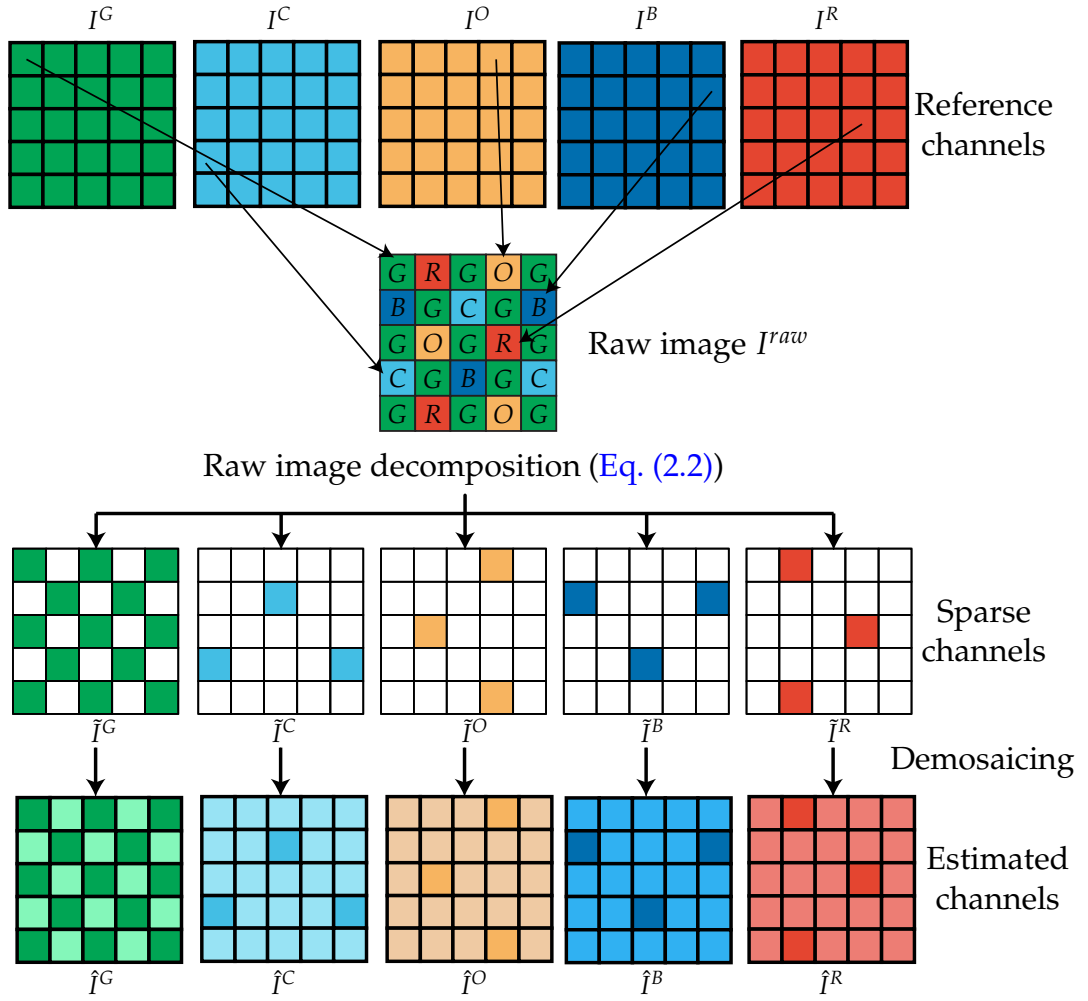 I^G I^C I^O I^B I^R
Reference
channels
G R G O G
B G C G B
G O G R G
C G B G C
G R G O G
Raw image I^raw
Raw image decomposition (Eq. (2.2))
Sparse
channels
Ĩ^G Ĩ^C Ĩ^O Ĩ^B Ĩ^R
Demosaicing
Estimated
channels
Î^G Î^C Î^O Î^B Î^R